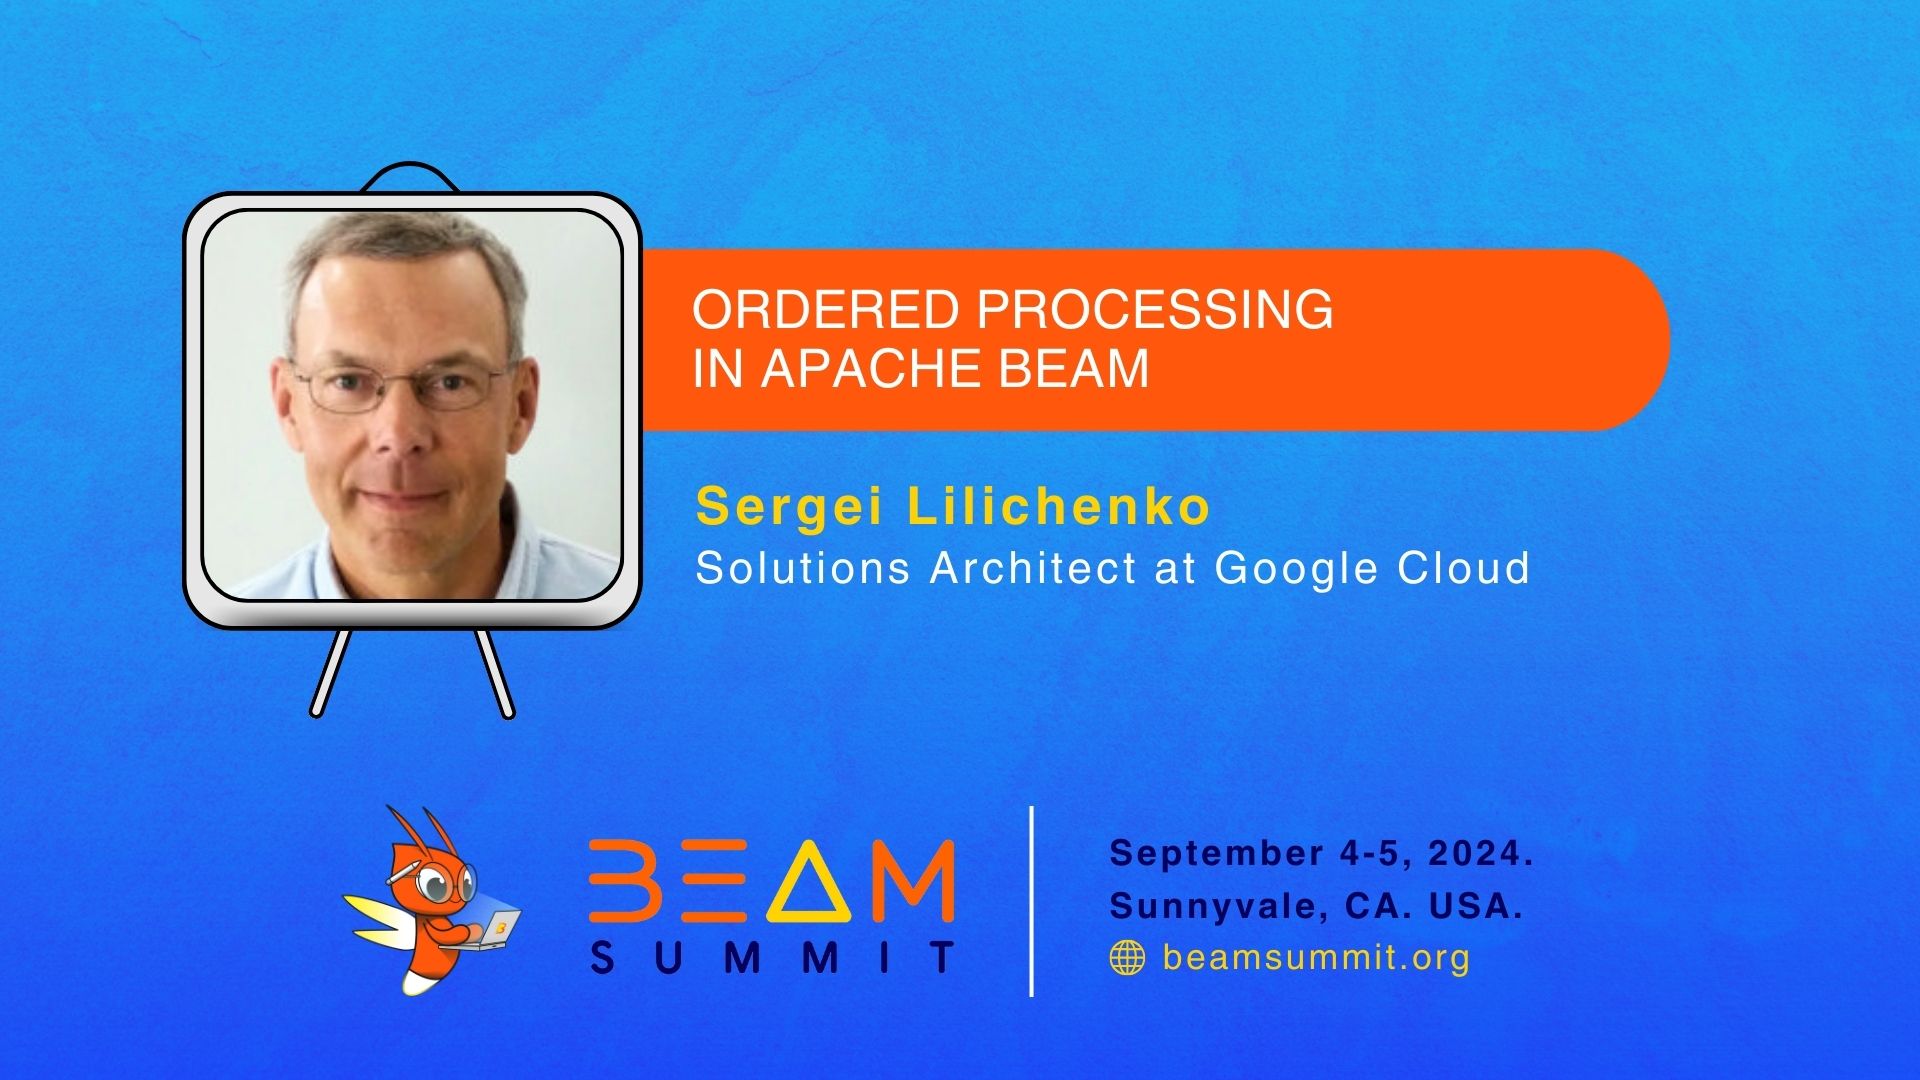 ORDERED PROCESSING
IN APACHE BEAM
Sergei Lilichenko
Solutions Architect at Google Cloud
BEAM
SUMMIT
September 4-5, 2024.
Sunnyvale, CA. USA.
beamsummit.org
B